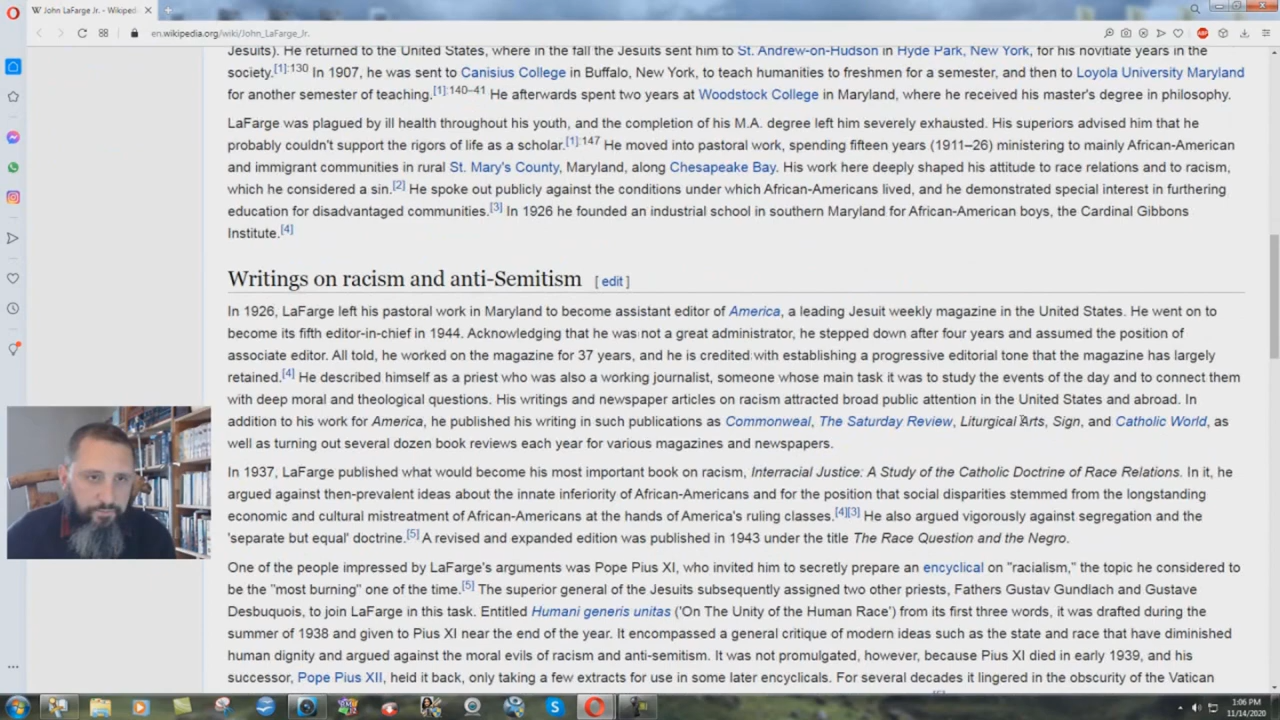 John LaFarge Jr. - Wikiped
en.wikipedia.org/wiki/John_LaFarge_Jr.
Jesuits). He returned to the United States, where in the fall the Jesuits sent him to St. Andrew-on-Hudson in Hyde Park, New York, for his novitiate years in the
society.[1]:130 In 1907, he was sent to Canisius College in Buffalo, New York, to teach humanities to freshmen for a semester, and then to Loyola University Maryland
for another semester of teaching.[1]:140–41 He afterwards spent two years at Woodstock College in Maryland, where he received his master's degree in philosophy.
LaFarge was plagued by ill health throughout his youth, and the completion of his M.A. degree left him severely exhausted. His superiors advised him that he
probably couldn't support the rigors of life as a scholar.[1]:147 He moved into pastoral work, spending fifteen years (1911–26) ministering to mainly African-American
and immigrant communities in rural St. Mary's County, Maryland, along Chesapeake Bay. His work here deeply shaped his attitude to race relations and to racism,
which he considered a sin.[2] He spoke out publicly against the conditions under which African-Americans lived, and he demonstrated special interest in furthering
education for disadvantaged communities.[3] In 1926 he founded an industrial school in southern Maryland for African-American boys, the Cardinal Gibbons
Institute.[4]
Writings on racism and anti-Semitism [ edit ]
In 1926, LaFarge left his pastoral work in Maryland to become assistant editor of America, a leading Jesuit weekly magazine in the United States. He went on to
become its fifth editor-in-chief in 1944. Acknowledging that he was not a great administrator, he stepped down after four years and assumed the position of
associate editor. All told, he worked on the magazine for 37 years, and he is credited with establishing a progressive editorial tone that the magazine has largely
retained.[4] He described himself as a priest who was also a working journalist, someone whose main task it was to study the events of the day and to connect them
with deep moral and theological questions. His writings and newspaper articles on racism attracted broad public attention in the United States and abroad. In
addition to his work for America, he published his writing in such publications as Commonweal, The Saturday Review, Liturgical Arts, Sign, and Catholic World, as
well as turning out several dozen book reviews each year for various magazines and newspapers.
In 1937, LaFarge published what would become his most important book on racism, Interracial Justice: A Study of the Catholic Doctrine of Race Relations. In it, he
argued against then-prevalent ideas about the innate inferiority of African-Americans and for the position that social disparities stemmed from the longstanding
economic and cultural mistreatment of African-Americans at the hands of America's ruling classes.[4][3] He also argued vigorously against segregation and the
'separate but equal' doctrine.[5] A revised and expanded edition was published in 1943 under the title The Race Question and the Negro.
One of the people impressed by LaFarge's arguments was Pope Pius XI, who invited him to secretly prepare an encyclical on "racialism," the topic he considered to
be the "most burning" one of the time.[5] The superior general of the Jesuits subsequently assigned two other priests, Fathers Gustav Gundlach and Gustave
Desbuquois, to join LaFarge in this task. Entitled Humani generis unitas ('On The Unity of the Human Race') from its first three words, it was drafted during the
summer of 1938 and given to Pius XI near the end of the year. It encompassed a general critique of modern ideas such as the state and race that have diminished
human dignity and argued against the moral evils of racism and anti-semitism. It was not promulgated, however, because Pius XI died in early 1939, and his
successor, Pope Pius XII, held it back, only taking a few extracts for use in some later encyclicals. For several decades it lingered in the obscurity of the Vatican
1:06 PM
11/14/2020